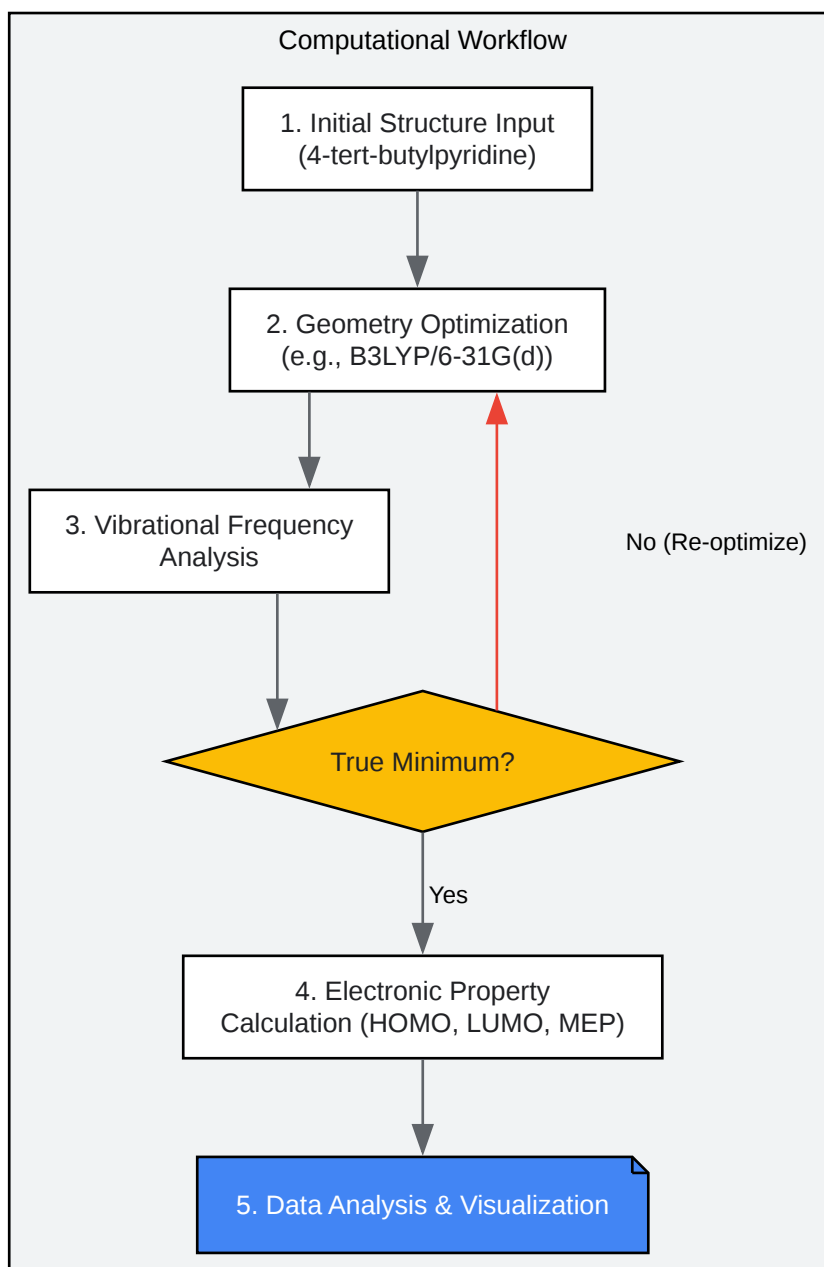 Computational Workflow
1. Initial Structure Input
(4-tert-butylpyridine)
2. Geometry Optimization
(e.g., B3LYP/6-31G(d))
3. Vibrational Frequency
Analysis
No (Re-optimize)
True Minimum?
Yes
4. Electronic Property
Calculation (HOMO, LUMO, MEP)
5. Data Analysis & Visualization